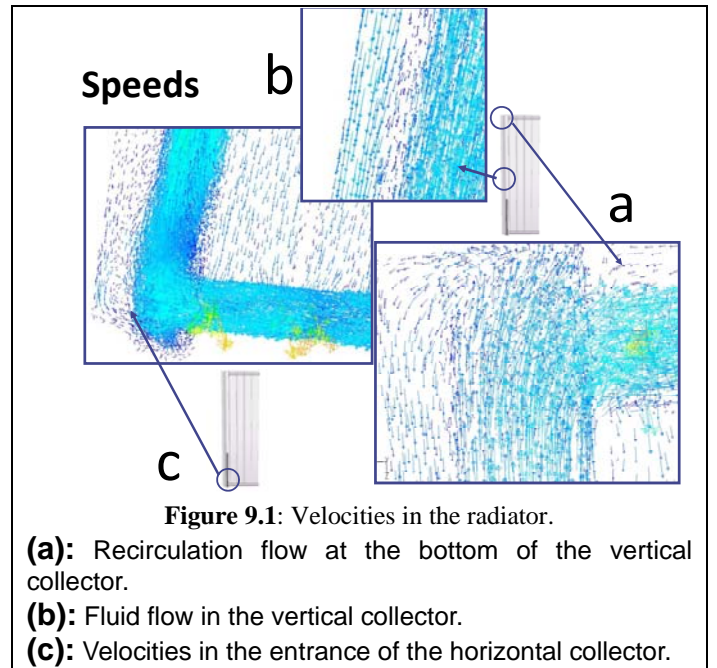 Speeds
b
a
c
Figure 9.1: Velocities in the radiator.
(a): Recirculation flow at the bottom of the vertical
collector.
(b): Fluid flow in the vertical collector.
(c): Velocities in the entrance of the horizontal collector.